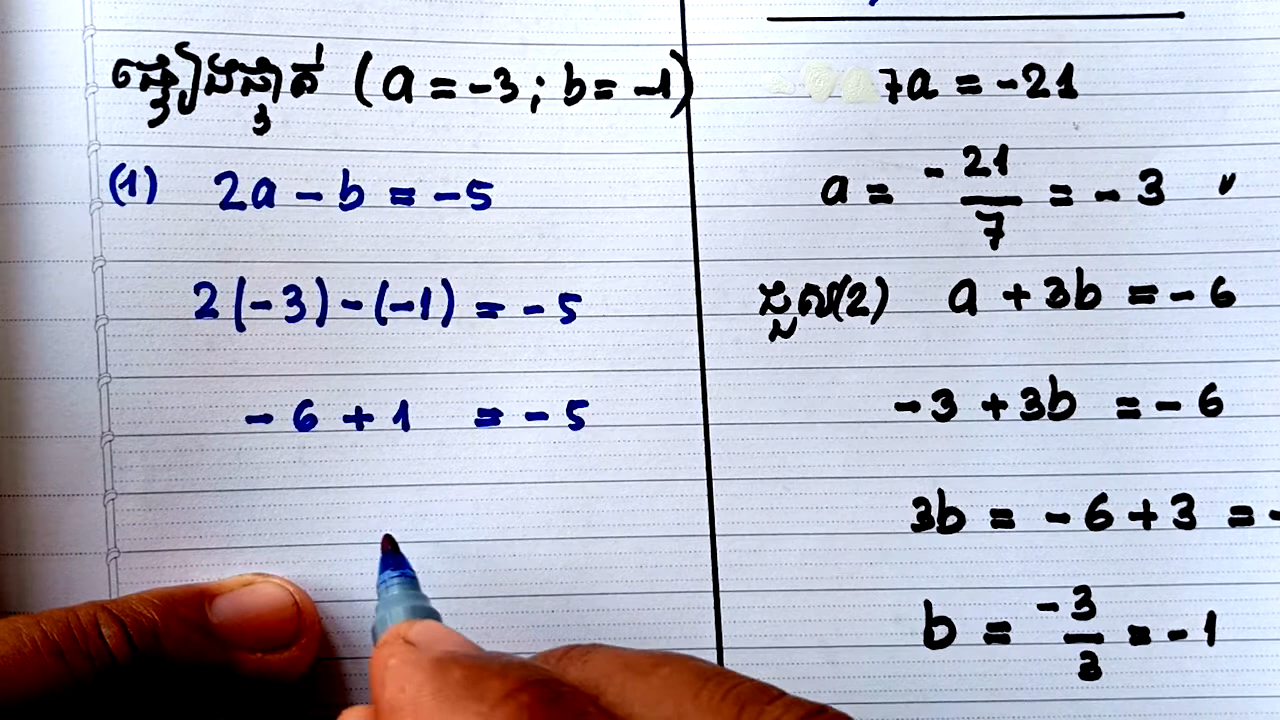 ផ្ទៀងផ្ទាត់ (a = -3 ; b = -1)
(1) 2a - b = -5
2(-3) - (-1) = -5
-6 + 1 = -5
7a = -21
a = -21/7 = -3 ✓
ជួស(2) a + 3b = -6
-3 + 3b = -6
3b = -6 + 3 = -
b = -3/3 = -1